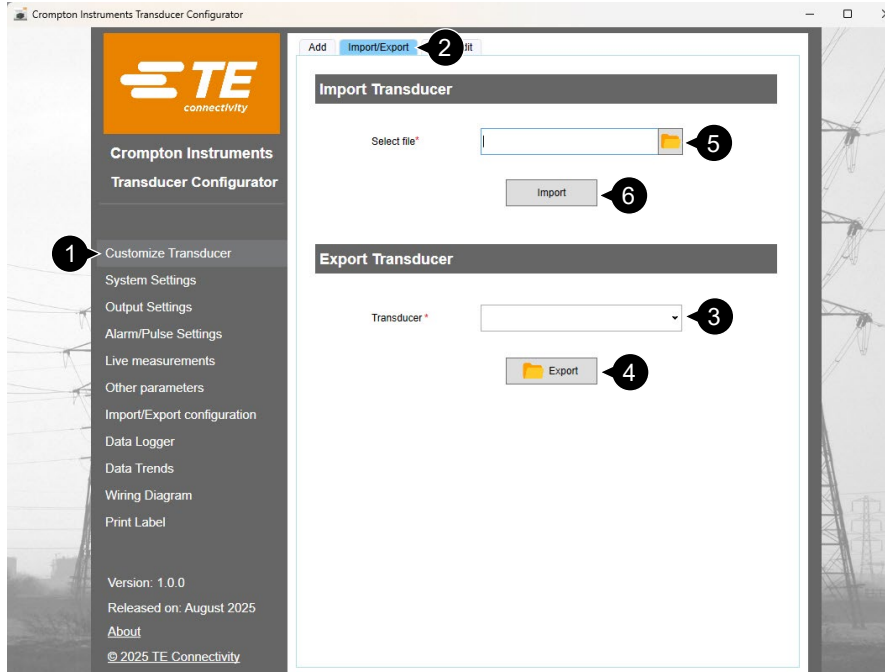 Crompton Instruments Transducer Configurator
TE
connectivity
Crompton Instruments
Transducer Configurator
1
Customize Transducer
System Settings
Output Settings
Alarm/Pulse Settings
Live measurements
Other parameters
Import/Export configuration
Data Logger
Data Trends
Wiring Diagram
Print Label
Version: 1.0.0
Released on: August 2025
About
© 2025 TE Connectivity
Add Import/Export 2
Import Transducer
Select file* 5
Import 6
Export Transducer
Transducer * 3
Export 4